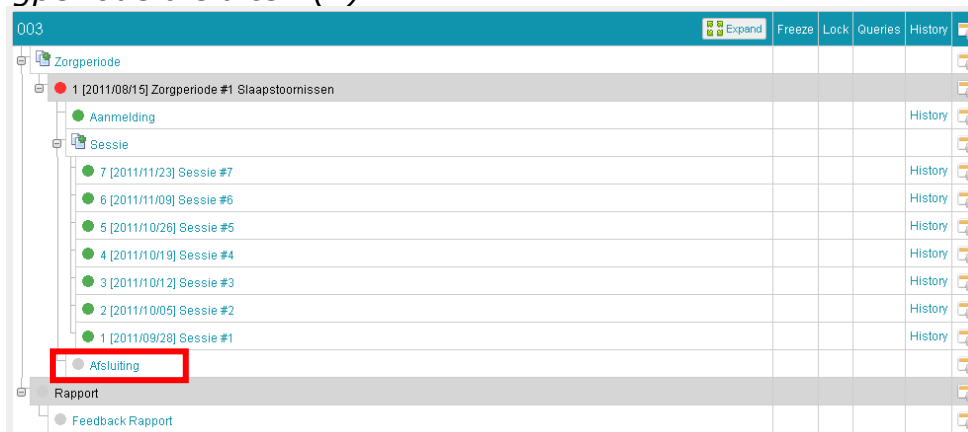 003 Expand Freeze Lock Queries History
Zorgperiode
1 [2011/08/15] Zorgperiode #1 Slaapstoornissen
Aanmelding History
Sessie
7 [2011/11/23] Sessie #7 History
6 [2011/11/09] Sessie #6 History
5 [2011/10/26] Sessie #5 History
4 [2011/10/19] Sessie #4 History
3 [2011/10/12] Sessie #3 History
2 [2011/10/05] Sessie #2 History
1 [2011/09/28] Sessie #1 History
Afsluiting
Rapport
Feedback Rapport